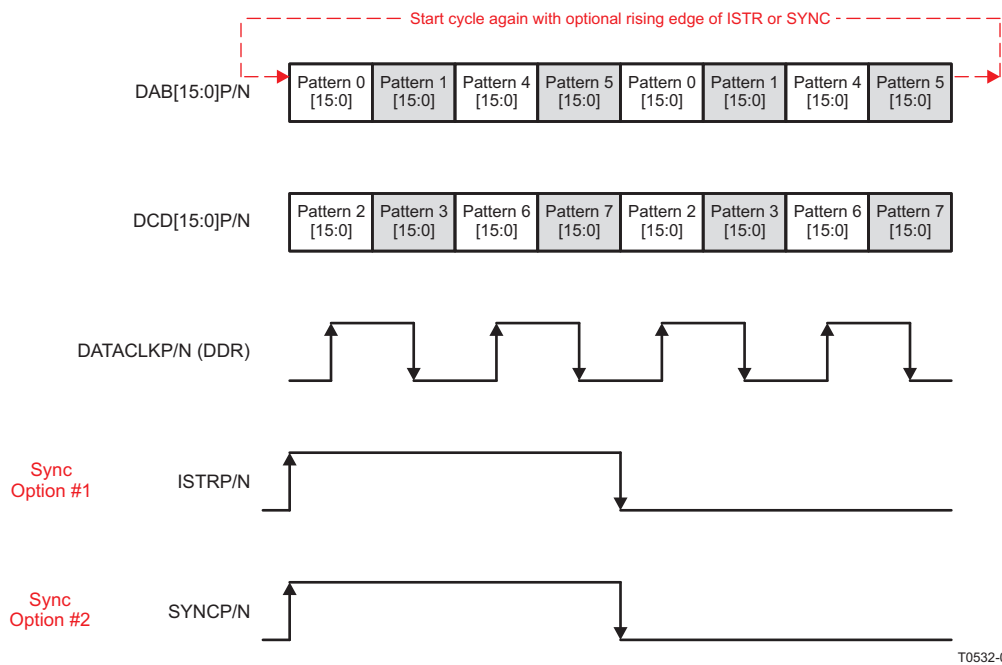 Start cycle again with optional rising edge of ISTR or SYNC
DAB[15:0]P/N
Pattern 0 [15:0]
Pattern 1 [15:0]
Pattern 4 [15:0]
Pattern 5 [15:0]
Pattern 0 [15:0]
Pattern 1 [15:0]
Pattern 4 [15:0]
Pattern 5 [15:0]
DCD[15:0]P/N
Pattern 2 [15:0]
Pattern 3 [15:0]
Pattern 6 [15:0]
Pattern 7 [15:0]
Pattern 2 [15:0]
Pattern 3 [15:0]
Pattern 6 [15:0]
Pattern 7 [15:0]
DATACLKP/N (DDR)
Sync
Option #1
ISTRP/N
Sync
Option #2
SYNCP/N